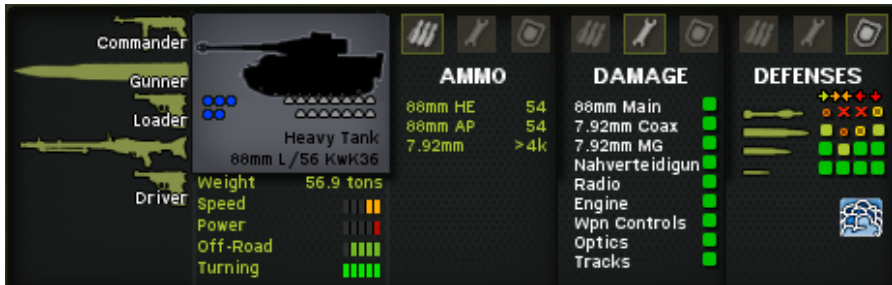 Commander
Gunner
Loader
Driver
Heavy Tank
88mm L/56 KwK36
Weight 56.9 tons
Speed
Power
Off-Road
Turning
AMMO
88mm HE 54
88mm AP 54
7.92mm >4k
DAMAGE
88mm Main
7.92mm Coax
7.92mm MG
Nahverteidigun
Radio
Engine
Wpn Controls
Optics
Tracks
DEFENSES